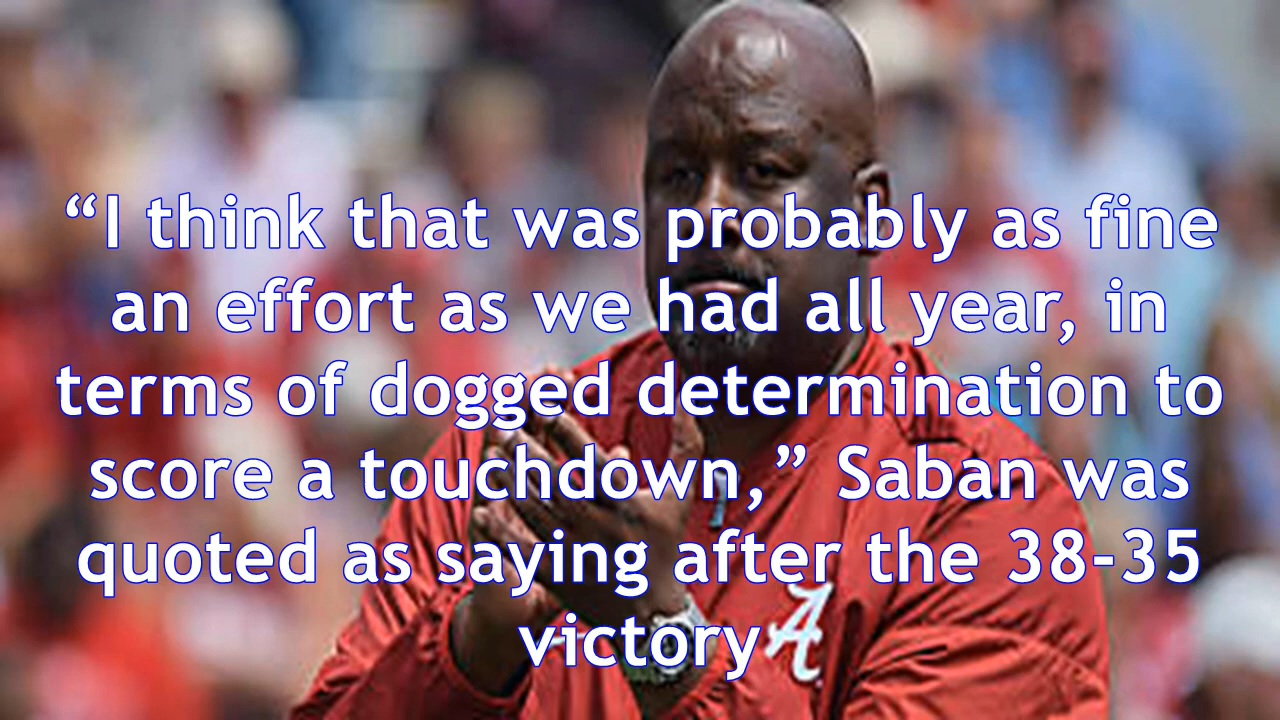 “I think that was probably as fine
an effort as we had all year, in
terms of dogged determination to
score a touchdown,” Saban was
quoted as saying after the 38-35
victory
A